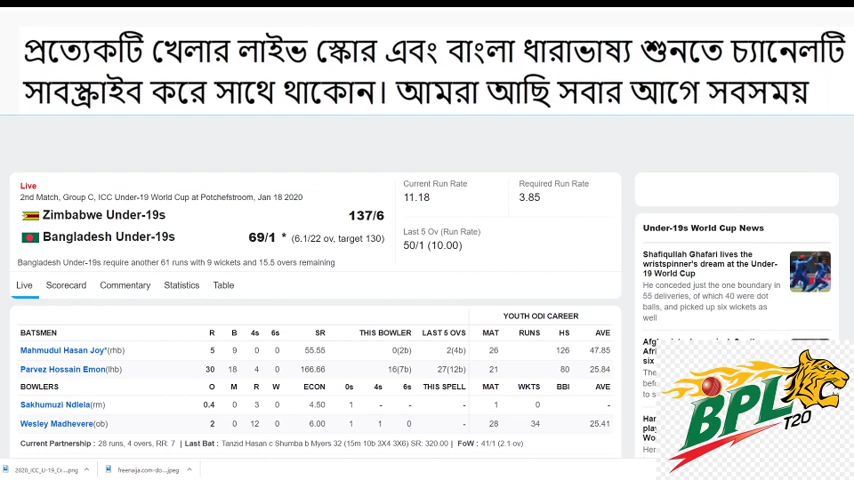 প্রত্যেকটি খেলার লাইভ স্কোর এবং বাংলা ধারাভাষ্য শুনতে চ্যানেলটি
সাবস্ক্রাইব করে সাথে থাকোন। আমরা আছি সবার আগে সবসময়
Live
2nd Match, Group C, ICC Under-19 World Cup at Potchefstroom, Jan 18 2020
Zimbabwe Under-19s 137/6
Bangladesh Under-19s 69/1 * (6.1/22 ov, target 130)
Bangladesh Under-19s require another 61 runs with 9 wickets and 15.5 overs remaining
Current Run Rate Required Run Rate
11.18 3.85
Last 5 Ov (Run Rate)
50/1 (10.00)
Live Scorecard Commentary Statistics Table
YOUTH ODI CAREER
BATSMEN R B 4s 6s SR THIS BOWLER LAST 5 OVS MAT RUNS HS AVE
Mahmudul Hasan Joy*(rhb) 5 9 0 0 55.55 0(2b) 2(4b) 26 126 47.85
Parvez Hossain Emon(lhb) 30 18 4 0 166.66 16(7b) 27(12b) 21 80 25.84
BOWLERS O M R W ECON 0s 4s 6s THIS SPELL MAT WKTS BBI AVE
Sakhumuzi Ndlela(rm) 0.4 0 3 0 4.50 1 - - - 1 0 - -
Wesley Madhevere(ob) 2 0 12 0 6.00 1 1 0 - 28 34 25.41
Current Partnership : 28 runs, 4 overs, RR: 7 | Last Bat : Tanzid Hasan c Shumba b Myers 32 (15m 10b 3X4 3X6) SR: 320.00 | FoW : 41/1 (2.1 ov)
Under-19s World Cup News
Shafiqullah Ghafari lives the
wristspinner's dream at the Under-
19 World Cup
He conceded just the one boundary in
55 deliveries, of which 40 were dot
balls, and picked up six wickets as
well
BPL
T20
2020_ICC_U-19_Cr....png
freenaija.com-do....jpeg